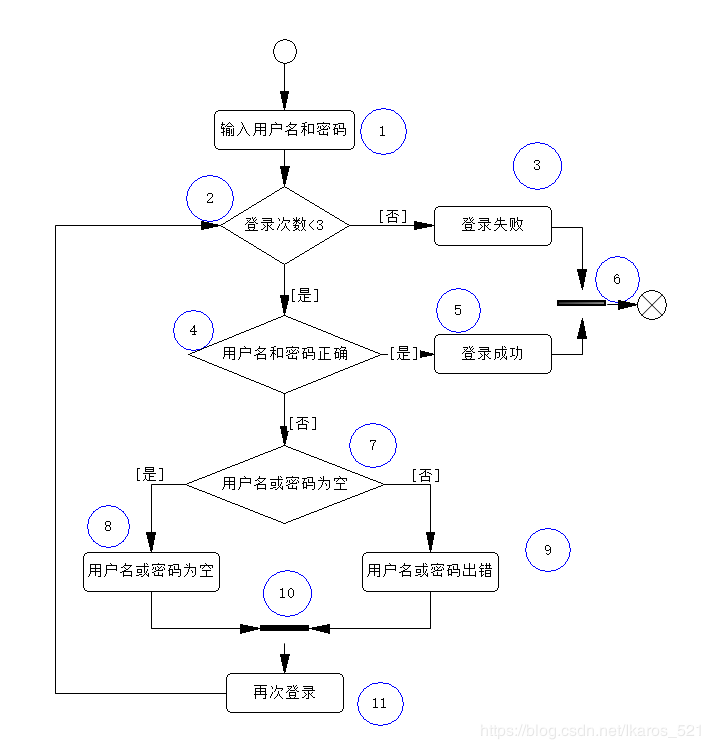 输入用户名和密码
1
3
2
登录次数<3
[否]
登录失败
6
[是]
5
4
用户名和密码正确
[是]
登录成功
[否]
7
[是]
用户名或密码为空
[否]
8
9
用户名或密码为空
用户名或密码出错
10
再次登录
11
https://blog.csdn.net/Ikaros_521